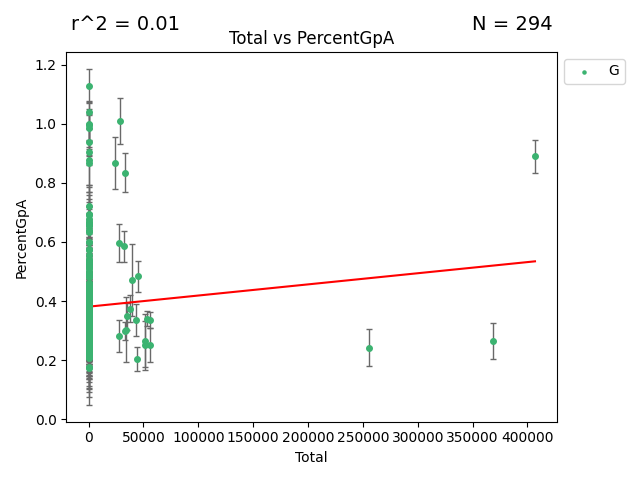 r^2 = 0.01
N = 294
Total vs PercentGpA
G
PercentGpA
1.2
1.0
0.8
0.6
0.4
0.2
0.0
0 50000 100000 150000 200000 250000 300000 350000 400000
Total